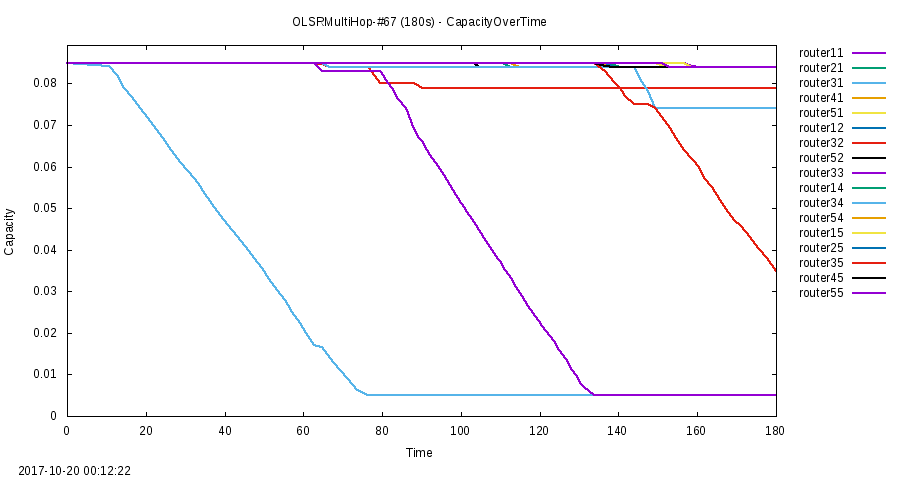 OLSRMultiHop-#67 (180s) - CapacityOverTime
Capacity
0.08
0.07
0.06
0.05
0.04
0.03
0.02
0.01
0
0 20 40 60 80 100 120 140 160 180
Time
router11
router21
router31
router41
router51
router12
router32
router52
router33
router14
router34
router54
router15
router25
router35
router45
router55
2017-10-20 00:12:22